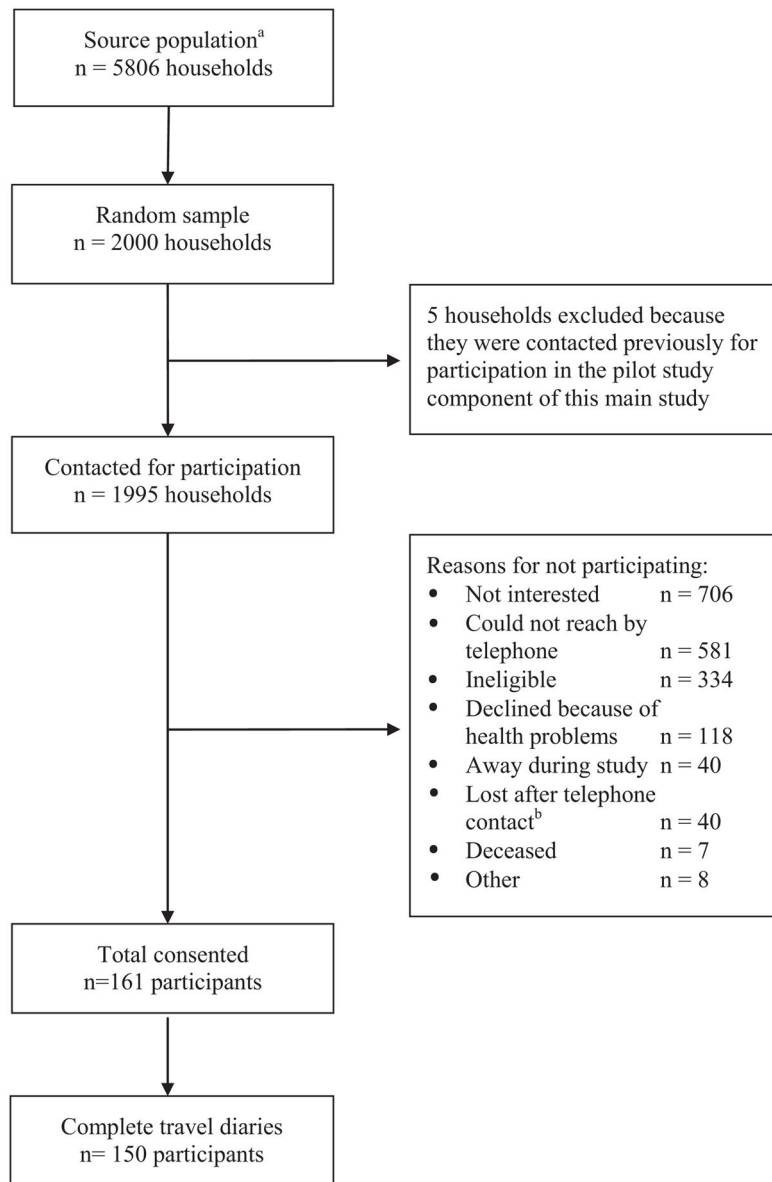 Source populationᵃ
n = 5806 households
Random sample
n = 2000 households
5 households excluded because
they were contacted previously for
participation in the pilot study
component of this main study
Contacted for participation
n = 1995 households
Reasons for not participating:
• Not interested n = 706
• Could not reach by
telephone n = 581
• Ineligible n = 334
• Declined because of
health problems n = 118
• Away during study n = 40
• Lost after telephone
contactᵇ n = 40
• Deceased n = 7
• Other n = 8
Total consented
n=161 participants
Complete travel diaries
n= 150 participants